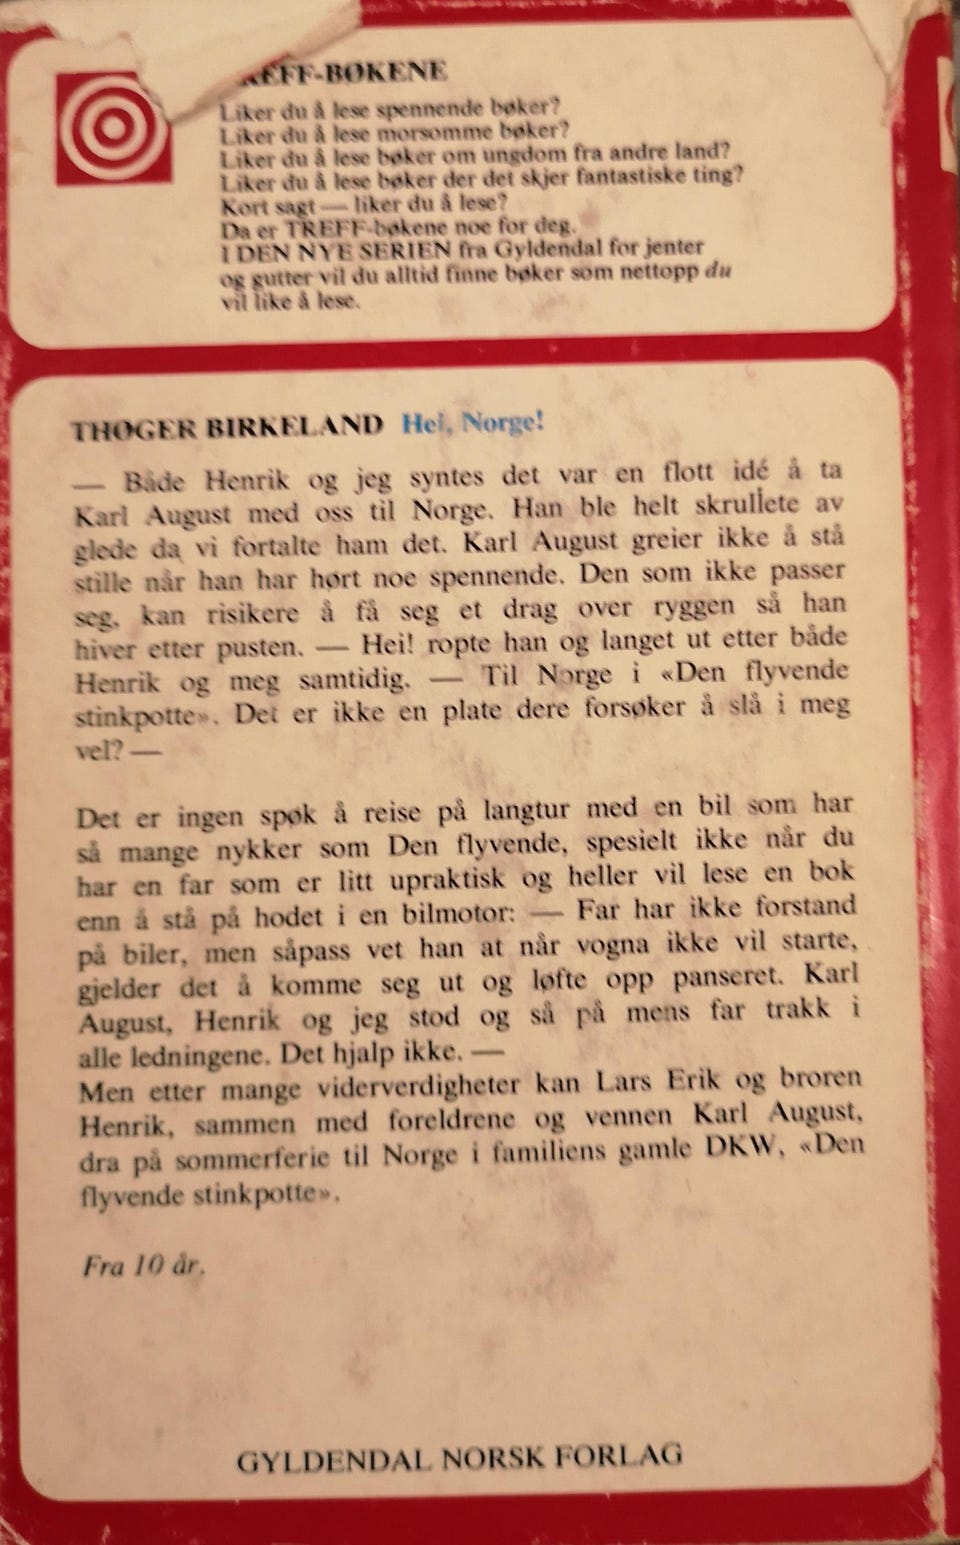 TREFF-BØKENE
Liker du å lese spennende bøker?
Liker du å lese morsomme bøker?
Liker du å lese bøker om ungdom fra andre land?
Liker du å lese bøker der det skjer fantastiske ting?
Kort sagt — liker du å lese?
Da er TREFF-bøkene noe for deg.
I DEN NYE SERIEN fra Gyldendal for jenter
og gutter vil du alltid finne bøker som nettopp du
vil like å lese.
THØGER BIRKELAND Hei, Norge!
— Både Henrik og jeg syntes det var en flott idé å ta
Karl August med oss til Norge. Han ble helt skrullete av
glede da vi fortalte ham det. Karl August greier ikke å stå
stille når han har hørt noe spennende. Den som ikke passer
seg, kan risikere å få seg et drag over ryggen så han
hiver etter pusten. — Hei! ropte han og langet ut etter både
Henrik og meg samtidig. — Til Norge i «Den flyvende
stinkpotte». Det er ikke en plate dere forsøker å slå i meg
vel? —
Det er ingen spøk å reise på langtur med en bil som har
så mange nykker som Den flyvende, spesielt ikke når du
har en far som er litt upraktisk og heller vil lese en bok
enn å stå på hodet i en bilmotor: — Far har ikke forstand
på biler, men såpass vet han at når vogna ikke vil starte,
gjelder det å komme seg ut og løfte opp panseret. Karl
August, Henrik og jeg stod og så på mens far trakk i
alle ledningene. Det hjalp ikke. —
Men etter mange viderverdigheter kan Lars Erik og broren
Henrik, sammen med foreldrene og vennen Karl August,
dra på sommerferie til Norge i familiens gamle DKW, «Den
flyvende stinkpotte».
Fra 10 år.
GYLDENDAL NORSK FORLAG